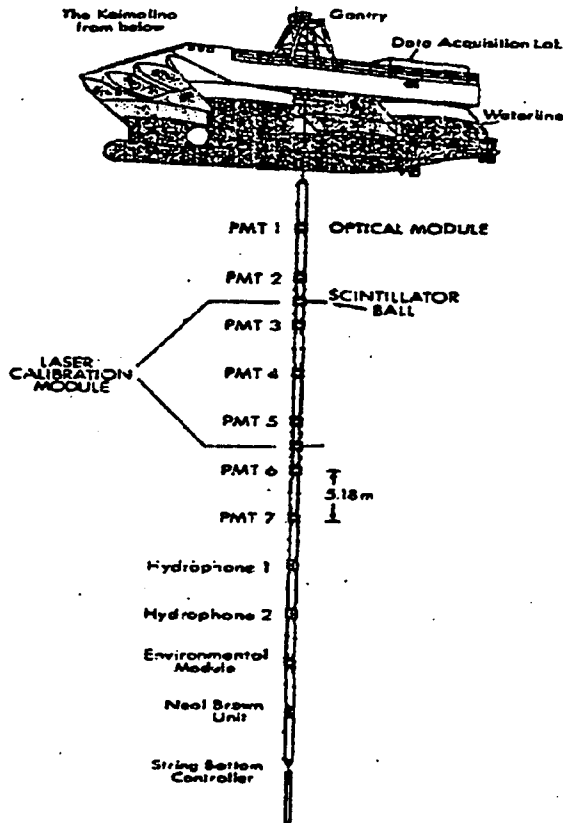 The Kaimalino
from below
Gantry
Data Acquisition Lab
Waterline
PMT 1
OPTICAL MODULE
PMT 2
SCINTILLATOR
BALL
PMT 3
LASER
CALIBRATION
MODULE
PMT 4
PMT 5
PMT 6
5.18m
PMT 7
Hydrophone 1
Hydrophone 2
Environmental
Module
Neal Brown
Unit
String Bottom
Controller